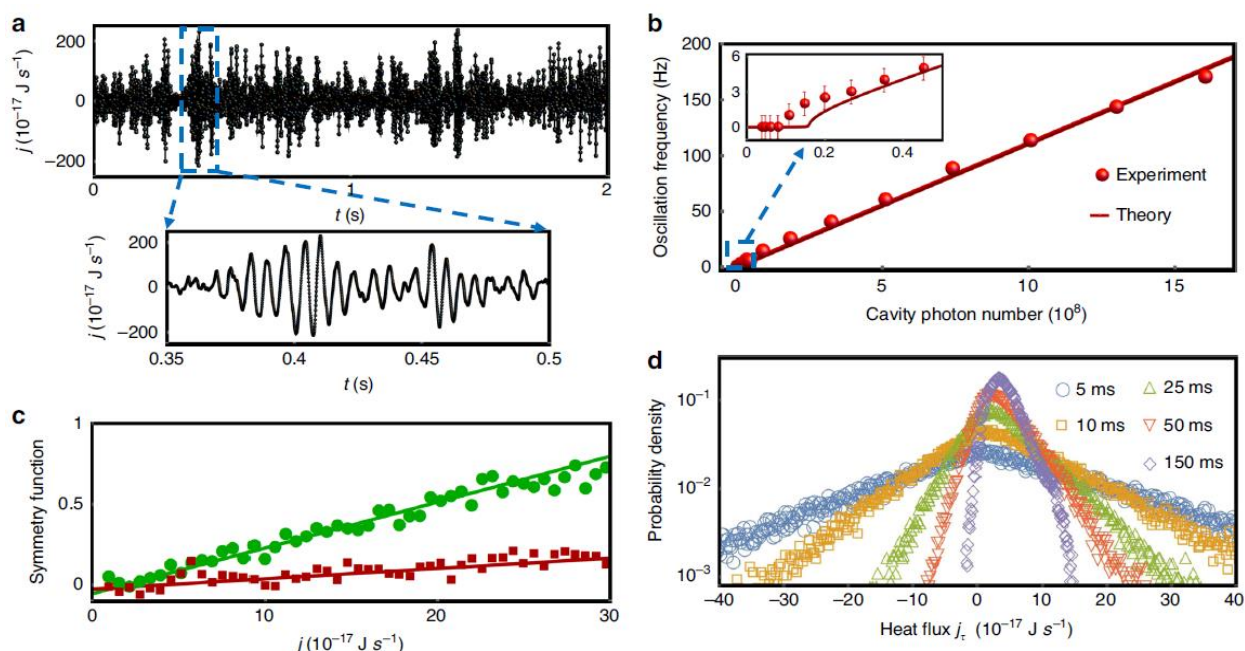 a
j (10⁻¹⁷ J s⁻¹)
200
0
−200
0
1
2
t (s)
j (10⁻¹⁷ J s⁻¹)
200
0
−200
0.35
0.4
0.45
0.5
t (s)
b
Oscillation frequency (Hz)
200
150
100
50
0
6
3
0
0
0.2
0.4
Experiment
Theory
0
5
10
15
Cavity photon number (10⁸)
c
Symmetry function
1
0.5
0
0
10
20
30
j (10⁻¹⁷ J s⁻¹)
d
Probability density
10⁻¹
10⁻²
10⁻³
5 ms
25 ms
10 ms
50 ms
150 ms
−40
−30
−20
−10
0
10
20
30
40
Heat flux jτ (10⁻¹⁷ J s⁻¹)